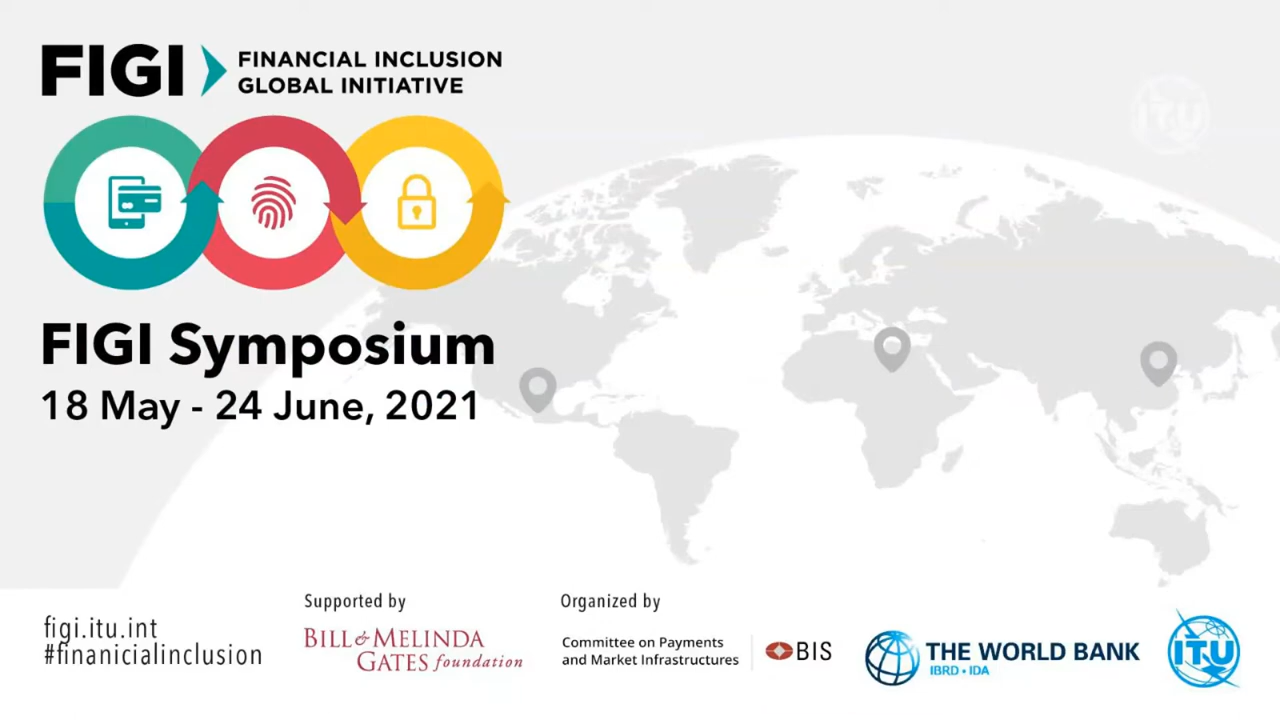 FIGI
FINANCIAL INCLUSION
GLOBAL INITIATIVE
ITU
FIGI Symposium
18 May - 24 June, 2021
figi.itu.int
#finanicialinclusion
Supported by
BILL & MELINDA
GATES foundation
Organized by
Committee on Payments
and Market Infrastructures
BIS
THE WORLD BANK
IBRD • IDA
ITU